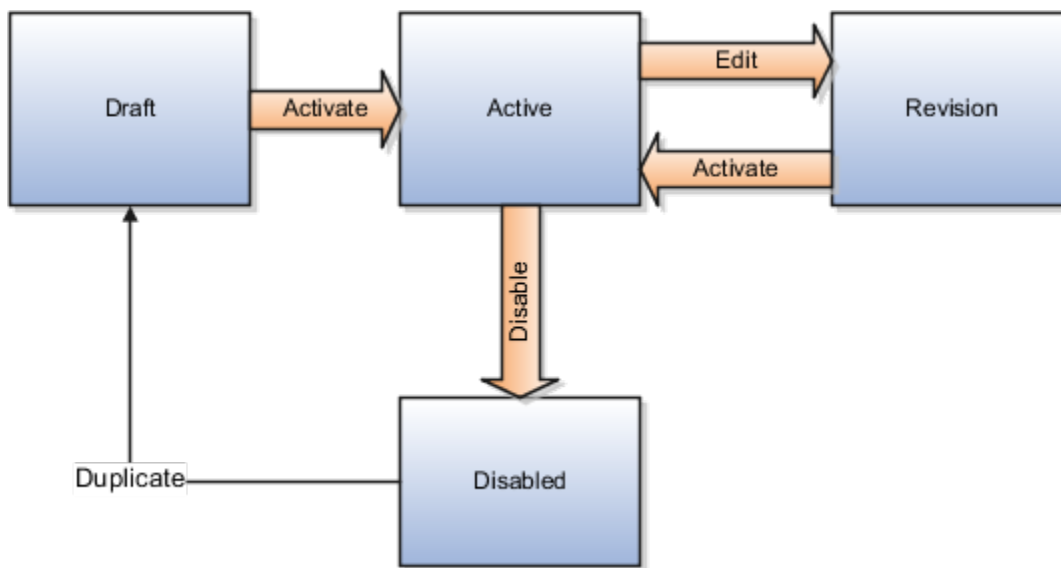 Draft
Activate
Active
Edit
Activate
Revision
Disable
Duplicate
Disabled